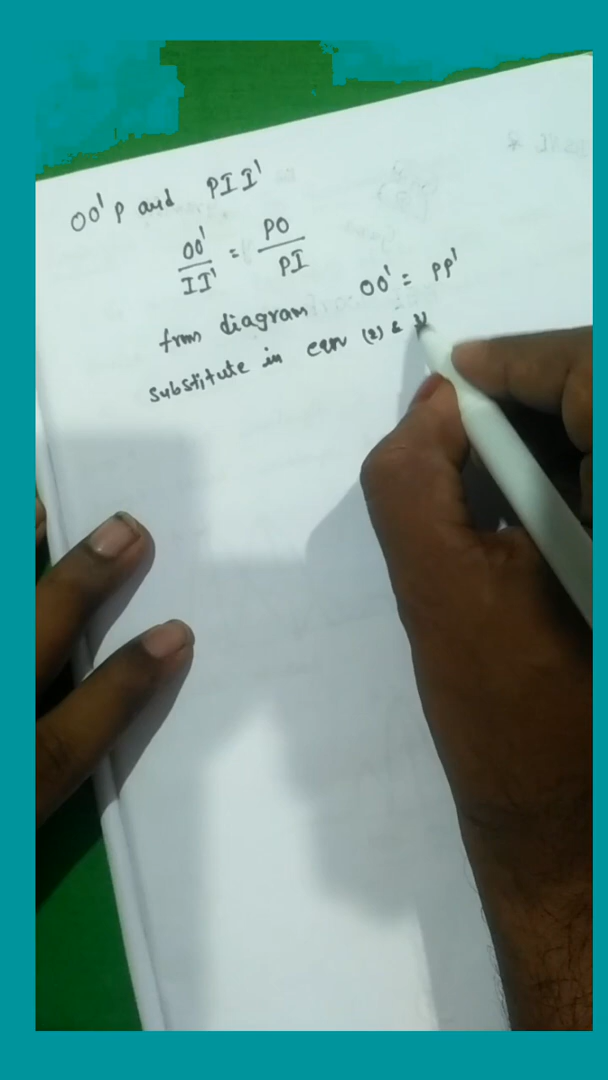 OO' P and PII'
OO'/II' = PO/PI
from diagram OO' = PP'
substitute in eqn (2) &